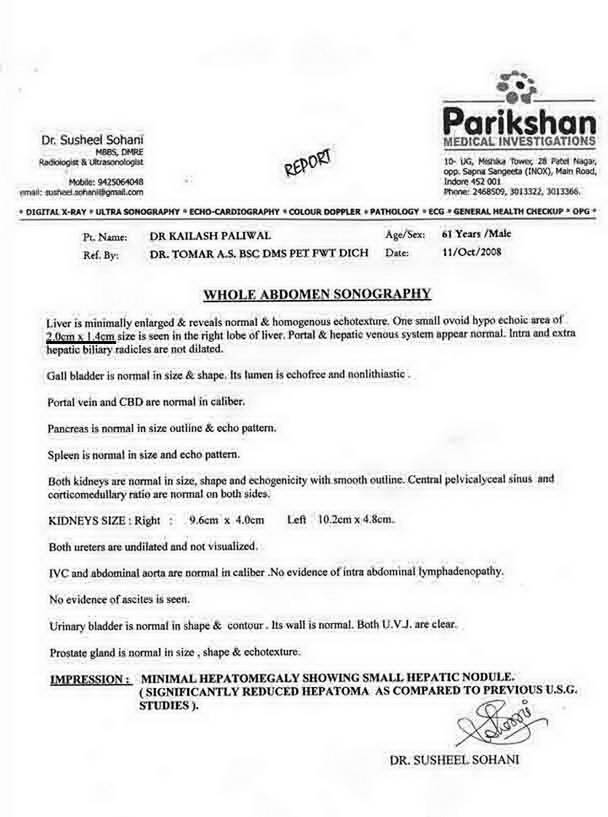 Dr. Susheel Sohani
MBBS, DMRE
Radiologist & Ultrasonologist
Mobile: 9425064048
email: susheel.sohani@gmail.com
REPORT
Parikshan
MEDICAL INVESTIGATIONS
10- UG, Mishika Tower, 28 Patel Nagar,
opp. Sapna Sangeeta (INOX), Main Road,
Indore 452 001
Phone: 2468509, 3013322, 3013366.
* DIGITAL X-RAY * ULTRA SONOGRAPHY * ECHO-CARDIOGRAPHY * COLOUR DOPPLER * PATHOLOGY * ECG * GENERAL HEALTH CHECKUP * OPG *
Pt. Name: DR KAILASH PALIWAL Age/Sex: 61 Years /Male
Ref. By: DR. TOMAR A.S. BSC DMS PET FWT DICH Date: 11/Oct/2008
WHOLE ABDOMEN SONOGRAPHY
Liver is minimally enlarged & reveals normal & homogenous echotexture. One small ovoid hypo echoic area of
2.0cm x 1.4cm size is seen in the right lobe of liver. Portal & hepatic venous system appear normal. Intra and extra
hepatic biliary radicles are not dilated.
Gall bladder is normal in size & shape. Its lumen is echofree and nonlithiastic .
Portal vein and CBD are normal in caliber.
Pancreas is normal in size outline & echo pattern.
Spleen is normal in size and echo pattern.
Both kidneys are normal in size, shape and echogenicity with smooth outline. Central pelvicalyceal sinus and
corticomedullary ratio are normal on both sides.
KIDNEYS SIZE : Right : 9.6cm x 4.0cm Left 10.2cm x 4.8cm.
Both ureters are undilated and not visualized.
IVC and abdominal aorta are normal in caliber .No evidence of intra abdominal lymphadenopathy.
No evidence of ascites is seen.
Urinary bladder is normal in shape & contour . Its wall is normal. Both U.V.J. are clear.
Prostate gland is normal in size , shape & echotexture.
IMPRESSION : MINIMAL HEPATOMEGALY SHOWING SMALL HEPATIC NODULE.
( SIGNIFICANTLY REDUCED HEPATOMA AS COMPARED TO PREVIOUS U.S.G.
STUDIES ).
DR. SUSHEEL SOHANI